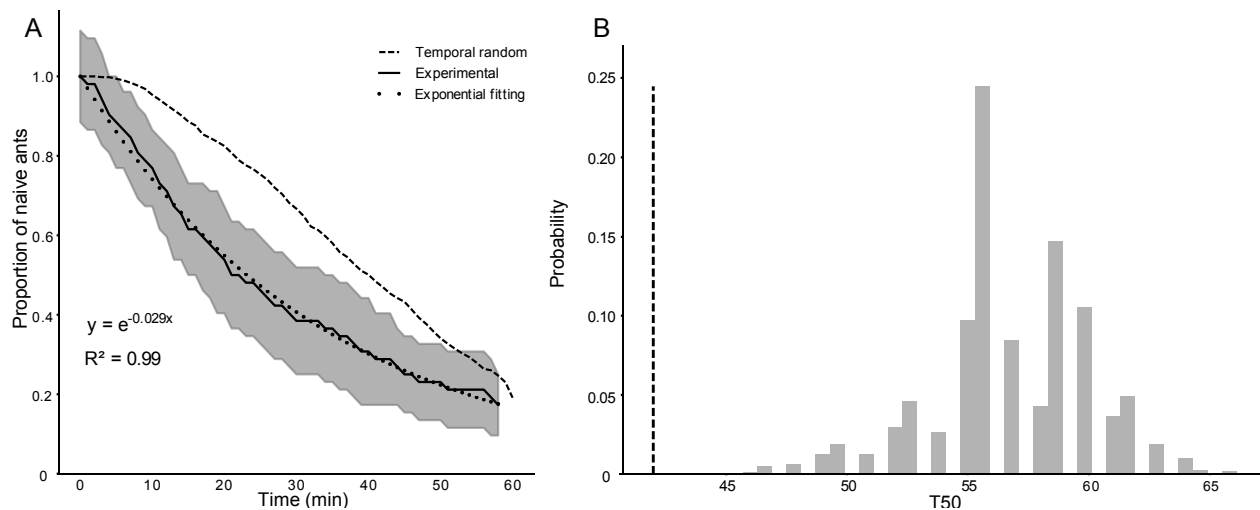 A
Temporal random
Experimental
Exponential fitting
Proportion of naive ants
1.0
0.8
0.6
0.4
0.2
0
y = e^-0.029x
R² = 0.99
0 10 20 30 40 50 60
Time (min)
B
Probability
0.25
0.20
0.15
0.10
0.05
0
45 50 55 60 65
T50